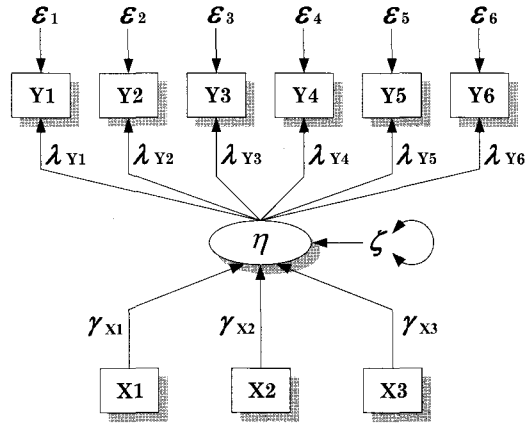 ε1 ε2 ε3 ε4 ε5 ε6
Y1 Y2 Y3 Y4 Y5 Y6
λY1 λY2 λY3 λY4 λY5 λY6
η ζ
γX1 γX2 γX3
X1 X2 X3